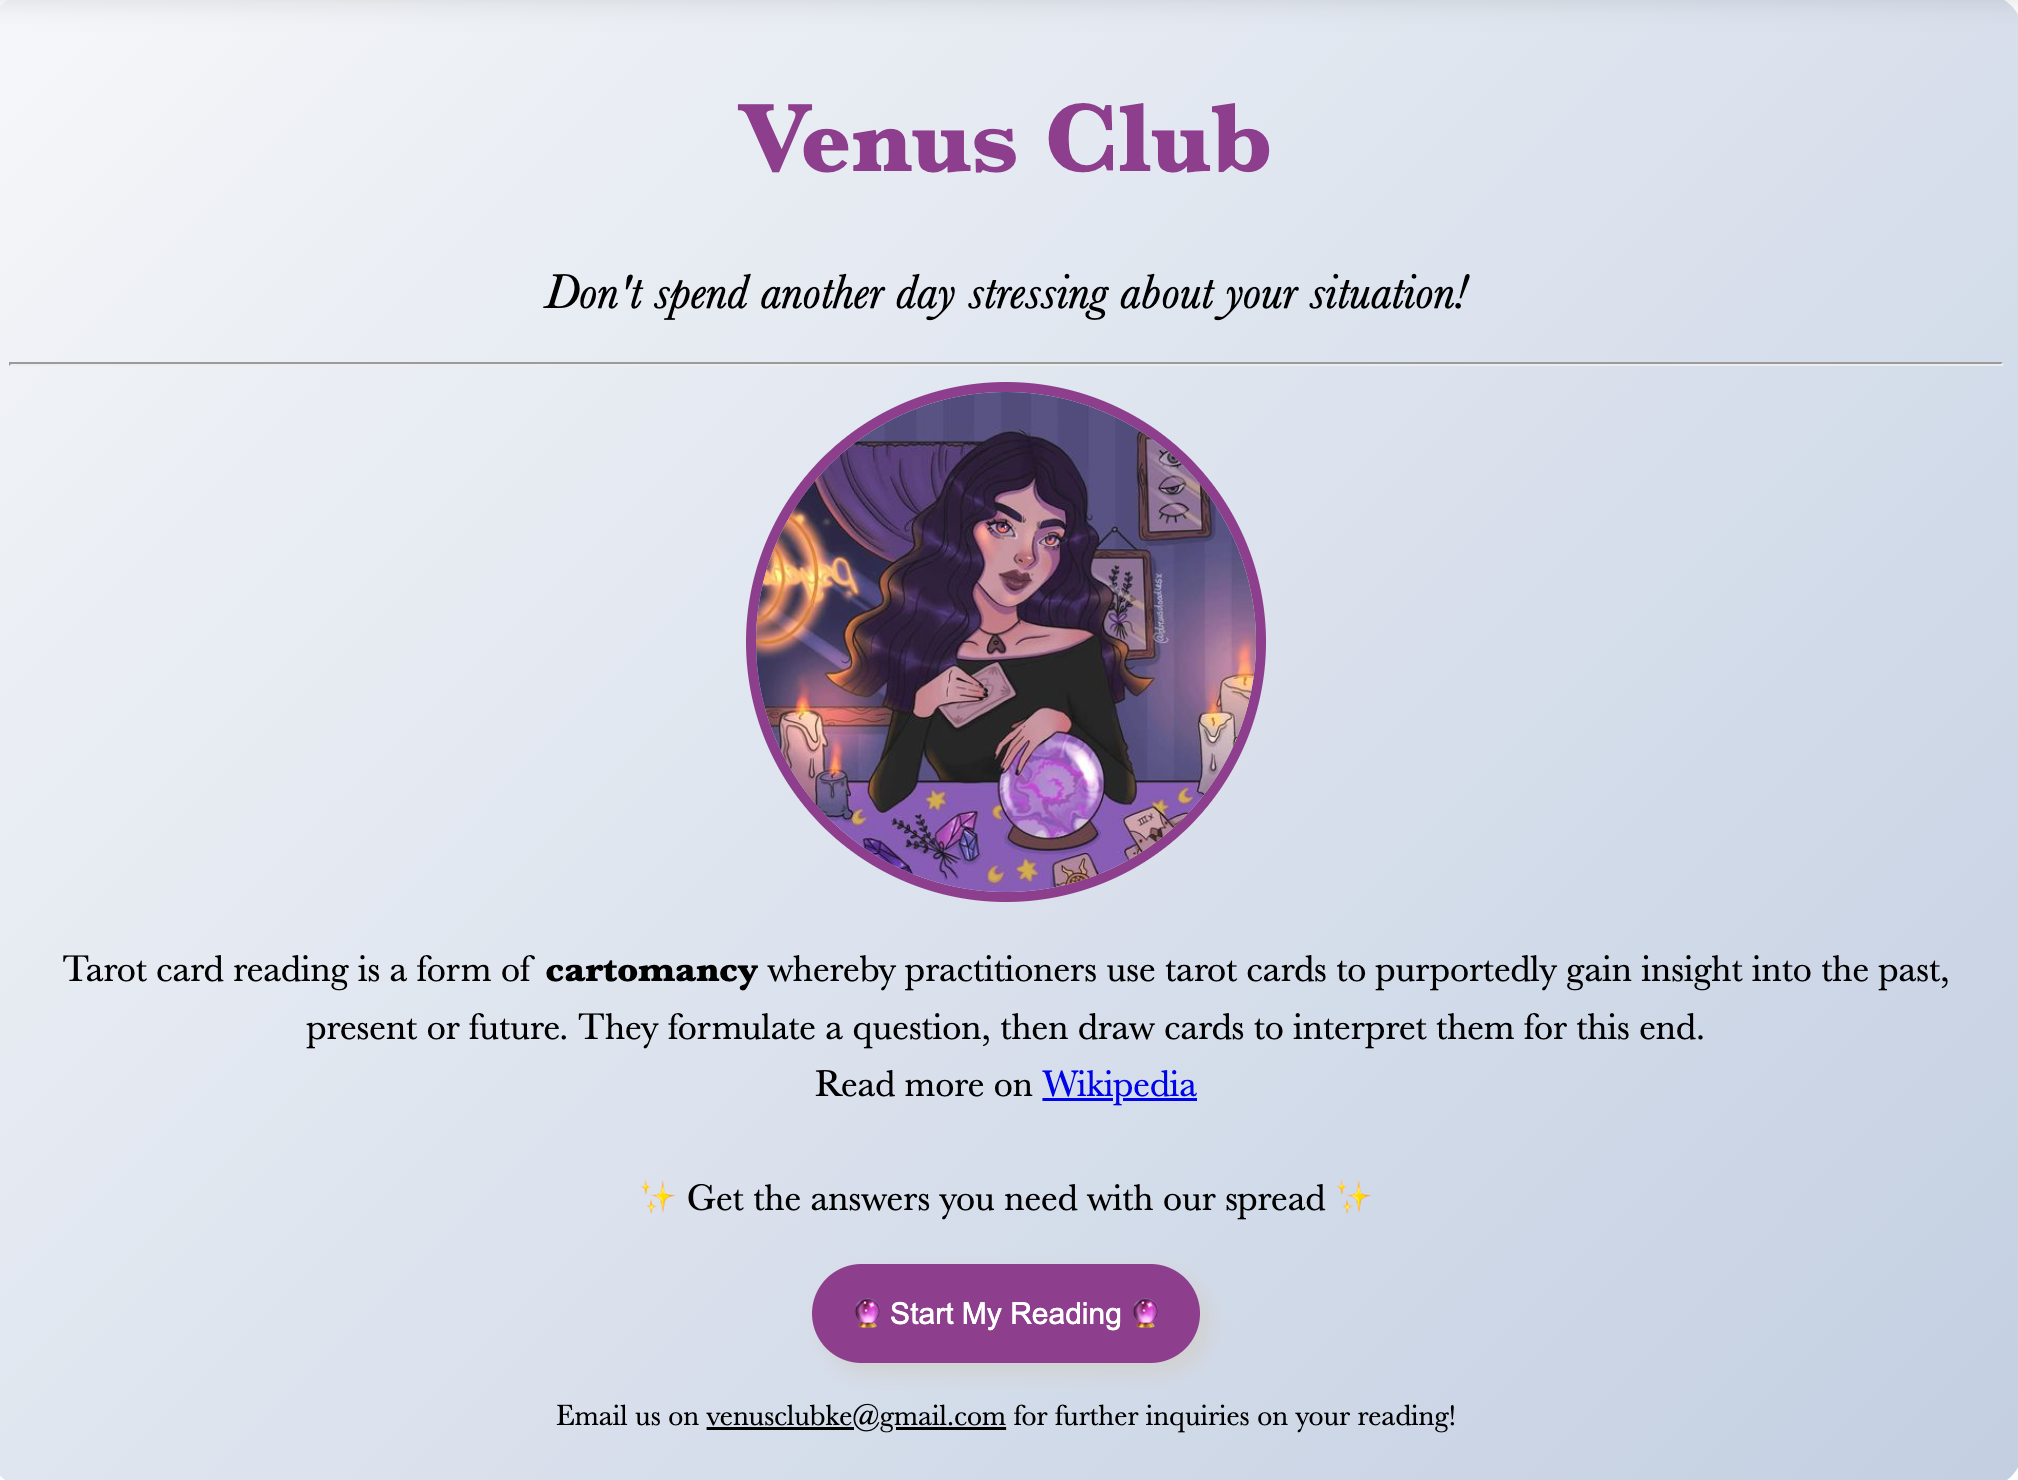 Venus Club
Don't spend another day stressing about your situation!
Tarot card reading is a form of cartomancy whereby practitioners use tarot cards to purportedly gain insight into the past,
present or future. They formulate a question, then draw cards to interpret them for this end.
Read more on Wikipedia
✨ Get the answers you need with our spread ✨
🔮 Start My Reading 🔮
Email us on venusclubke@gmail.com for further inquiries on your reading!